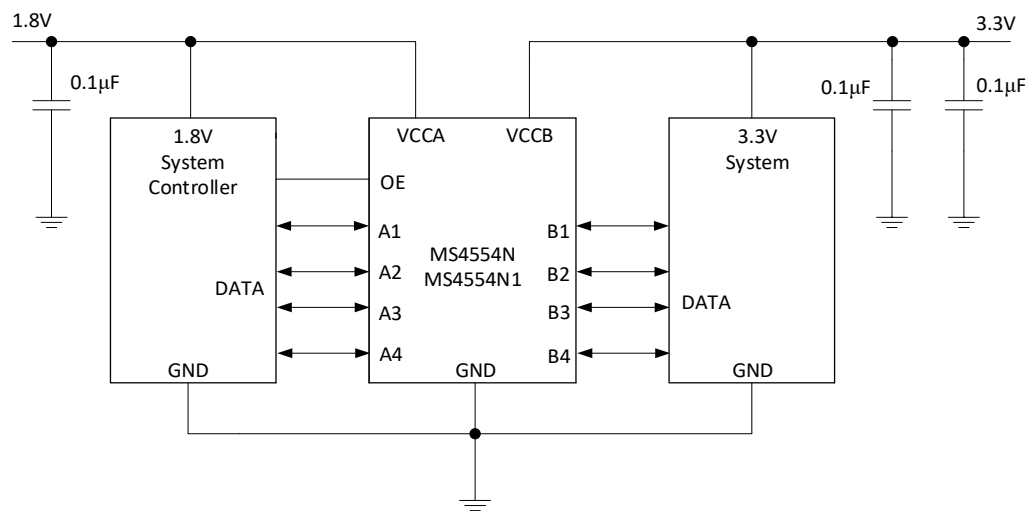 1.8V
3.3V
0.1μF
0.1μF
0.1μF
1.8V
System
Controller
DATA
GND
VCCA
VCCB
OE
A1
A2
A3
A4
MS4554N
MS4554N1
B1
B2
B3
B4
GND
3.3V
System
DATA
GND